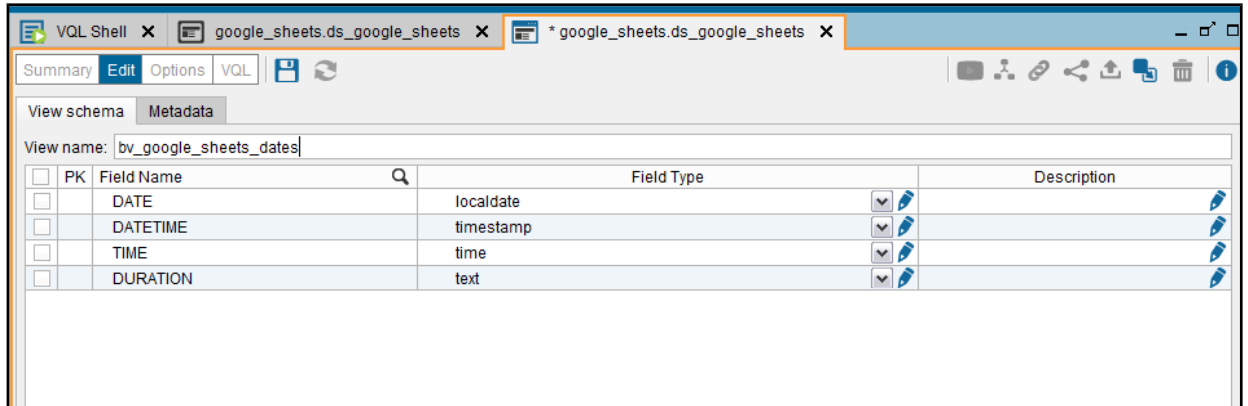 VQL Shell google_sheets.ds_google_sheets * google_sheets.ds_google_sheets
Summary Edit Options VQL
View schema Metadata
View name: bv_google_sheets_dates
PK Field Name Field Type Description
DATE localdate
DATETIME timestamp
TIME time
DURATION text